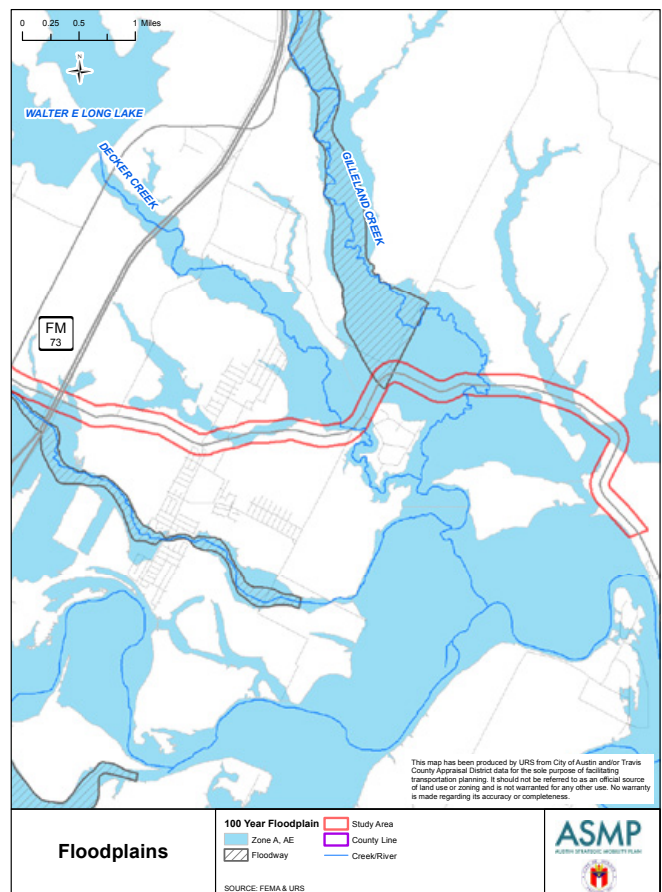 0 0.25 0.5 1 Miles
N
WALTER E LONG LAKE
DECKER CREEK
GILLELAND CREEK
FM
73
This map has been produced by URS from City of Austin and/or Travis
County Appraisal District data for the sole purpose of facilitating
transportation planning. It should not be referred to as an official source
of land use or zoning and is not warranted for any other use. No warranty
is made regarding its accuracy or completeness.
Floodplains
100 Year Floodplain
Zone A, AE
Floodway
Study Area
County Line
Creek/River
SOURCE: FEMA & URS
ASMP
AUSTIN STRATEGIC MOBILITY PLAN